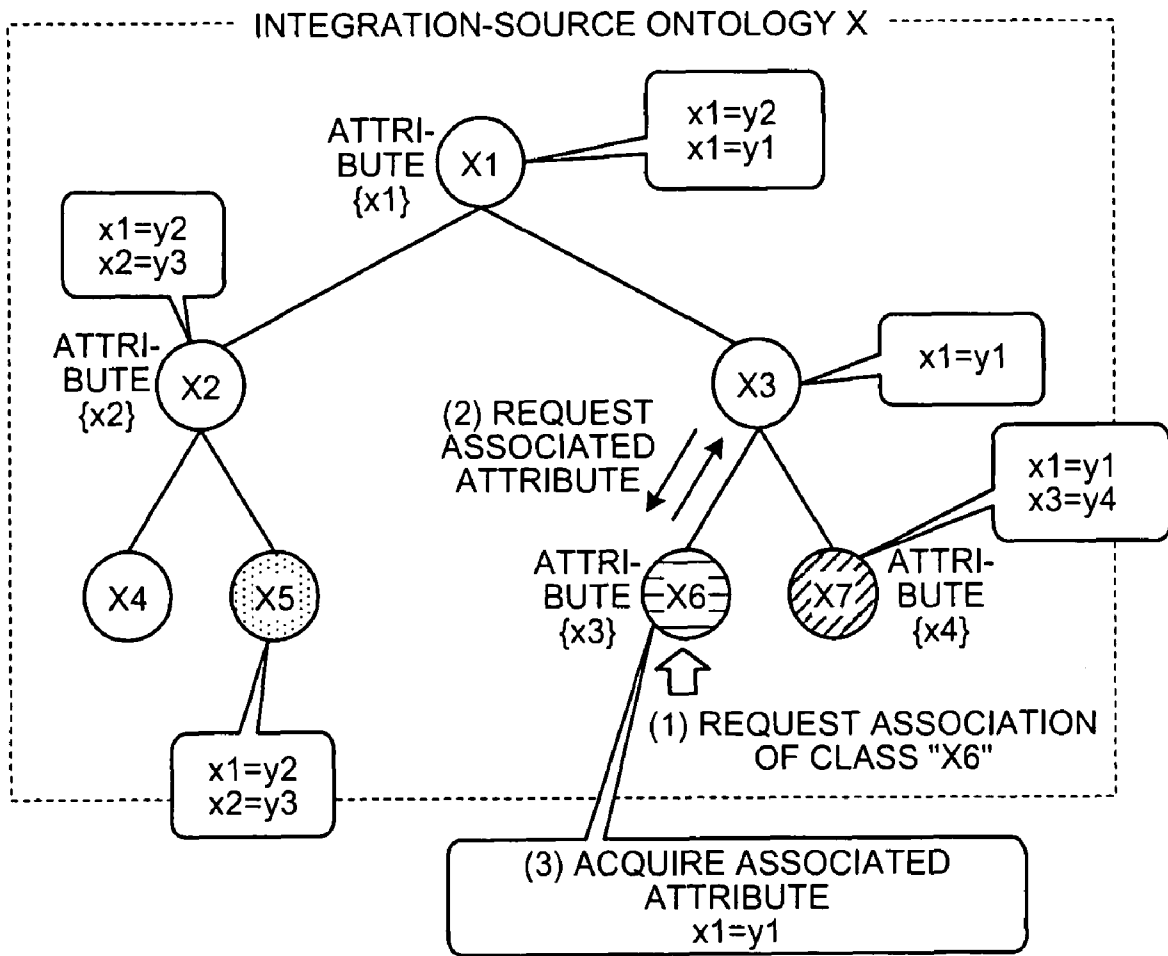 INTEGRATION-SOURCE ONTOLOGY X
x1=y2
x1=y1
ATTRI-
BUTE
{x1}
X1
x1=y2
x2=y3
ATTRI-
BUTE
{x2}
X2
X3
x1=y1
(2) REQUEST
ASSOCIATED
ATTRIBUTE
x1=y1
x3=y4
X4
X5
ATTRI-
BUTE
{x3}
X6
X7
ATTRI-
BUTE
{x4}
(1) REQUEST ASSOCIATION
OF CLASS "X6"
x1=y2
x2=y3
(3) ACQUIRE ASSOCIATED
ATTRIBUTE
x1=y1